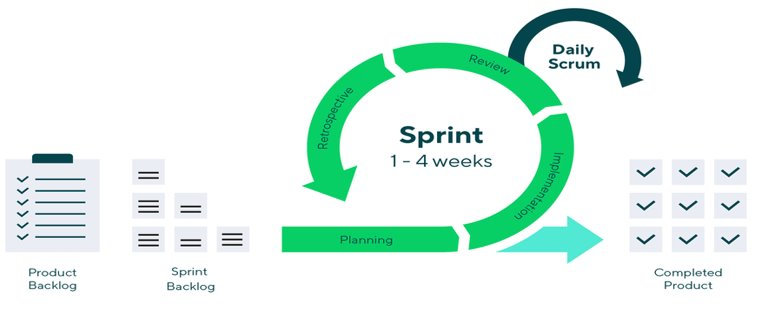 Product
Backlog
Sprint
Backlog
Planning
implementation
Review
Retrospective
Sprint
1 - 4 weeks
Daily
Scrum
Completed
Product